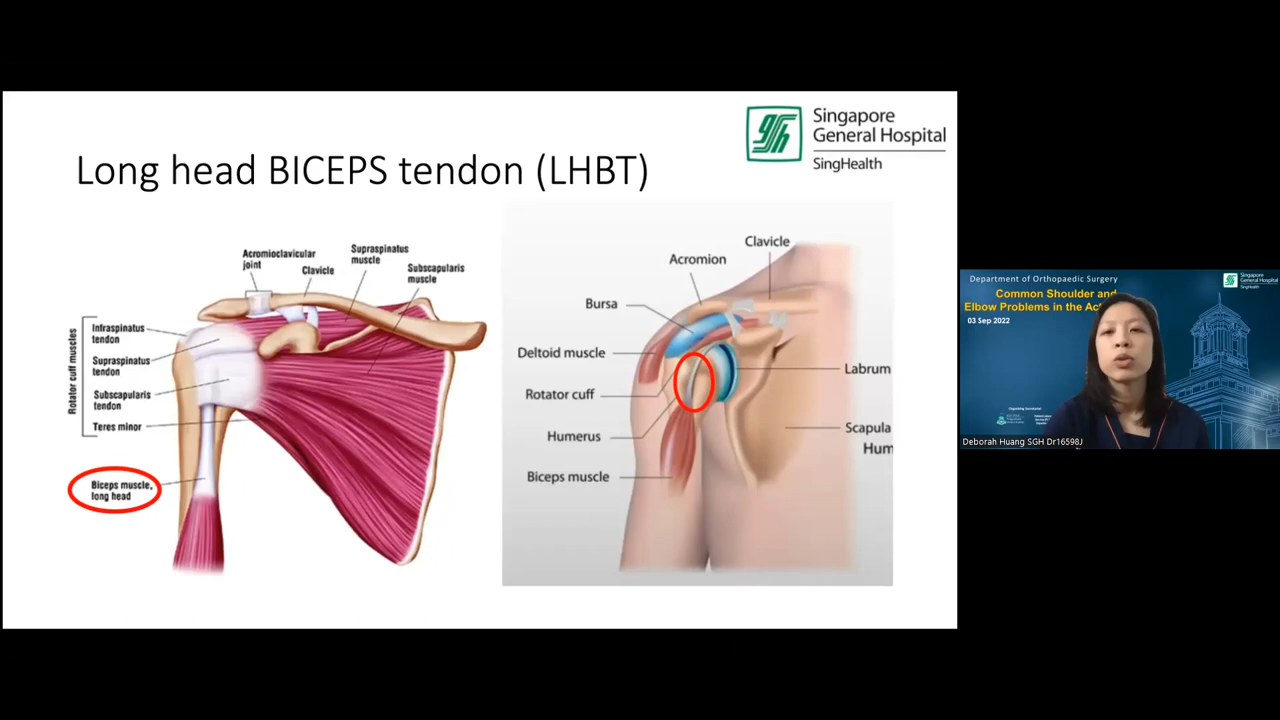 Long head BICEPS tendon (LHBT)
Singapore
General Hospital
SingHealth
Acromioclavicular
joint
Clavicle
Supraspinatus
muscle
Subscapularis
muscle
Rotator cuff muscles
Infraspinatus
tendon
Supraspinatus
tendon
Subscapularis
tendon
Teres minor
Biceps muscle,
long head
Clavicle
Acromion
Bursa
Deltoid muscle
Rotator cuff
Humerus
Biceps muscle
Labrum
Scapula
Hum
Department of Orthopaedic Surgery
Singapore
General Hospital
SingHealth
Common Shoulder and
Elbow Problems in the Ac
03 Sep 2022
Deborah Huang SGH Dr16598J